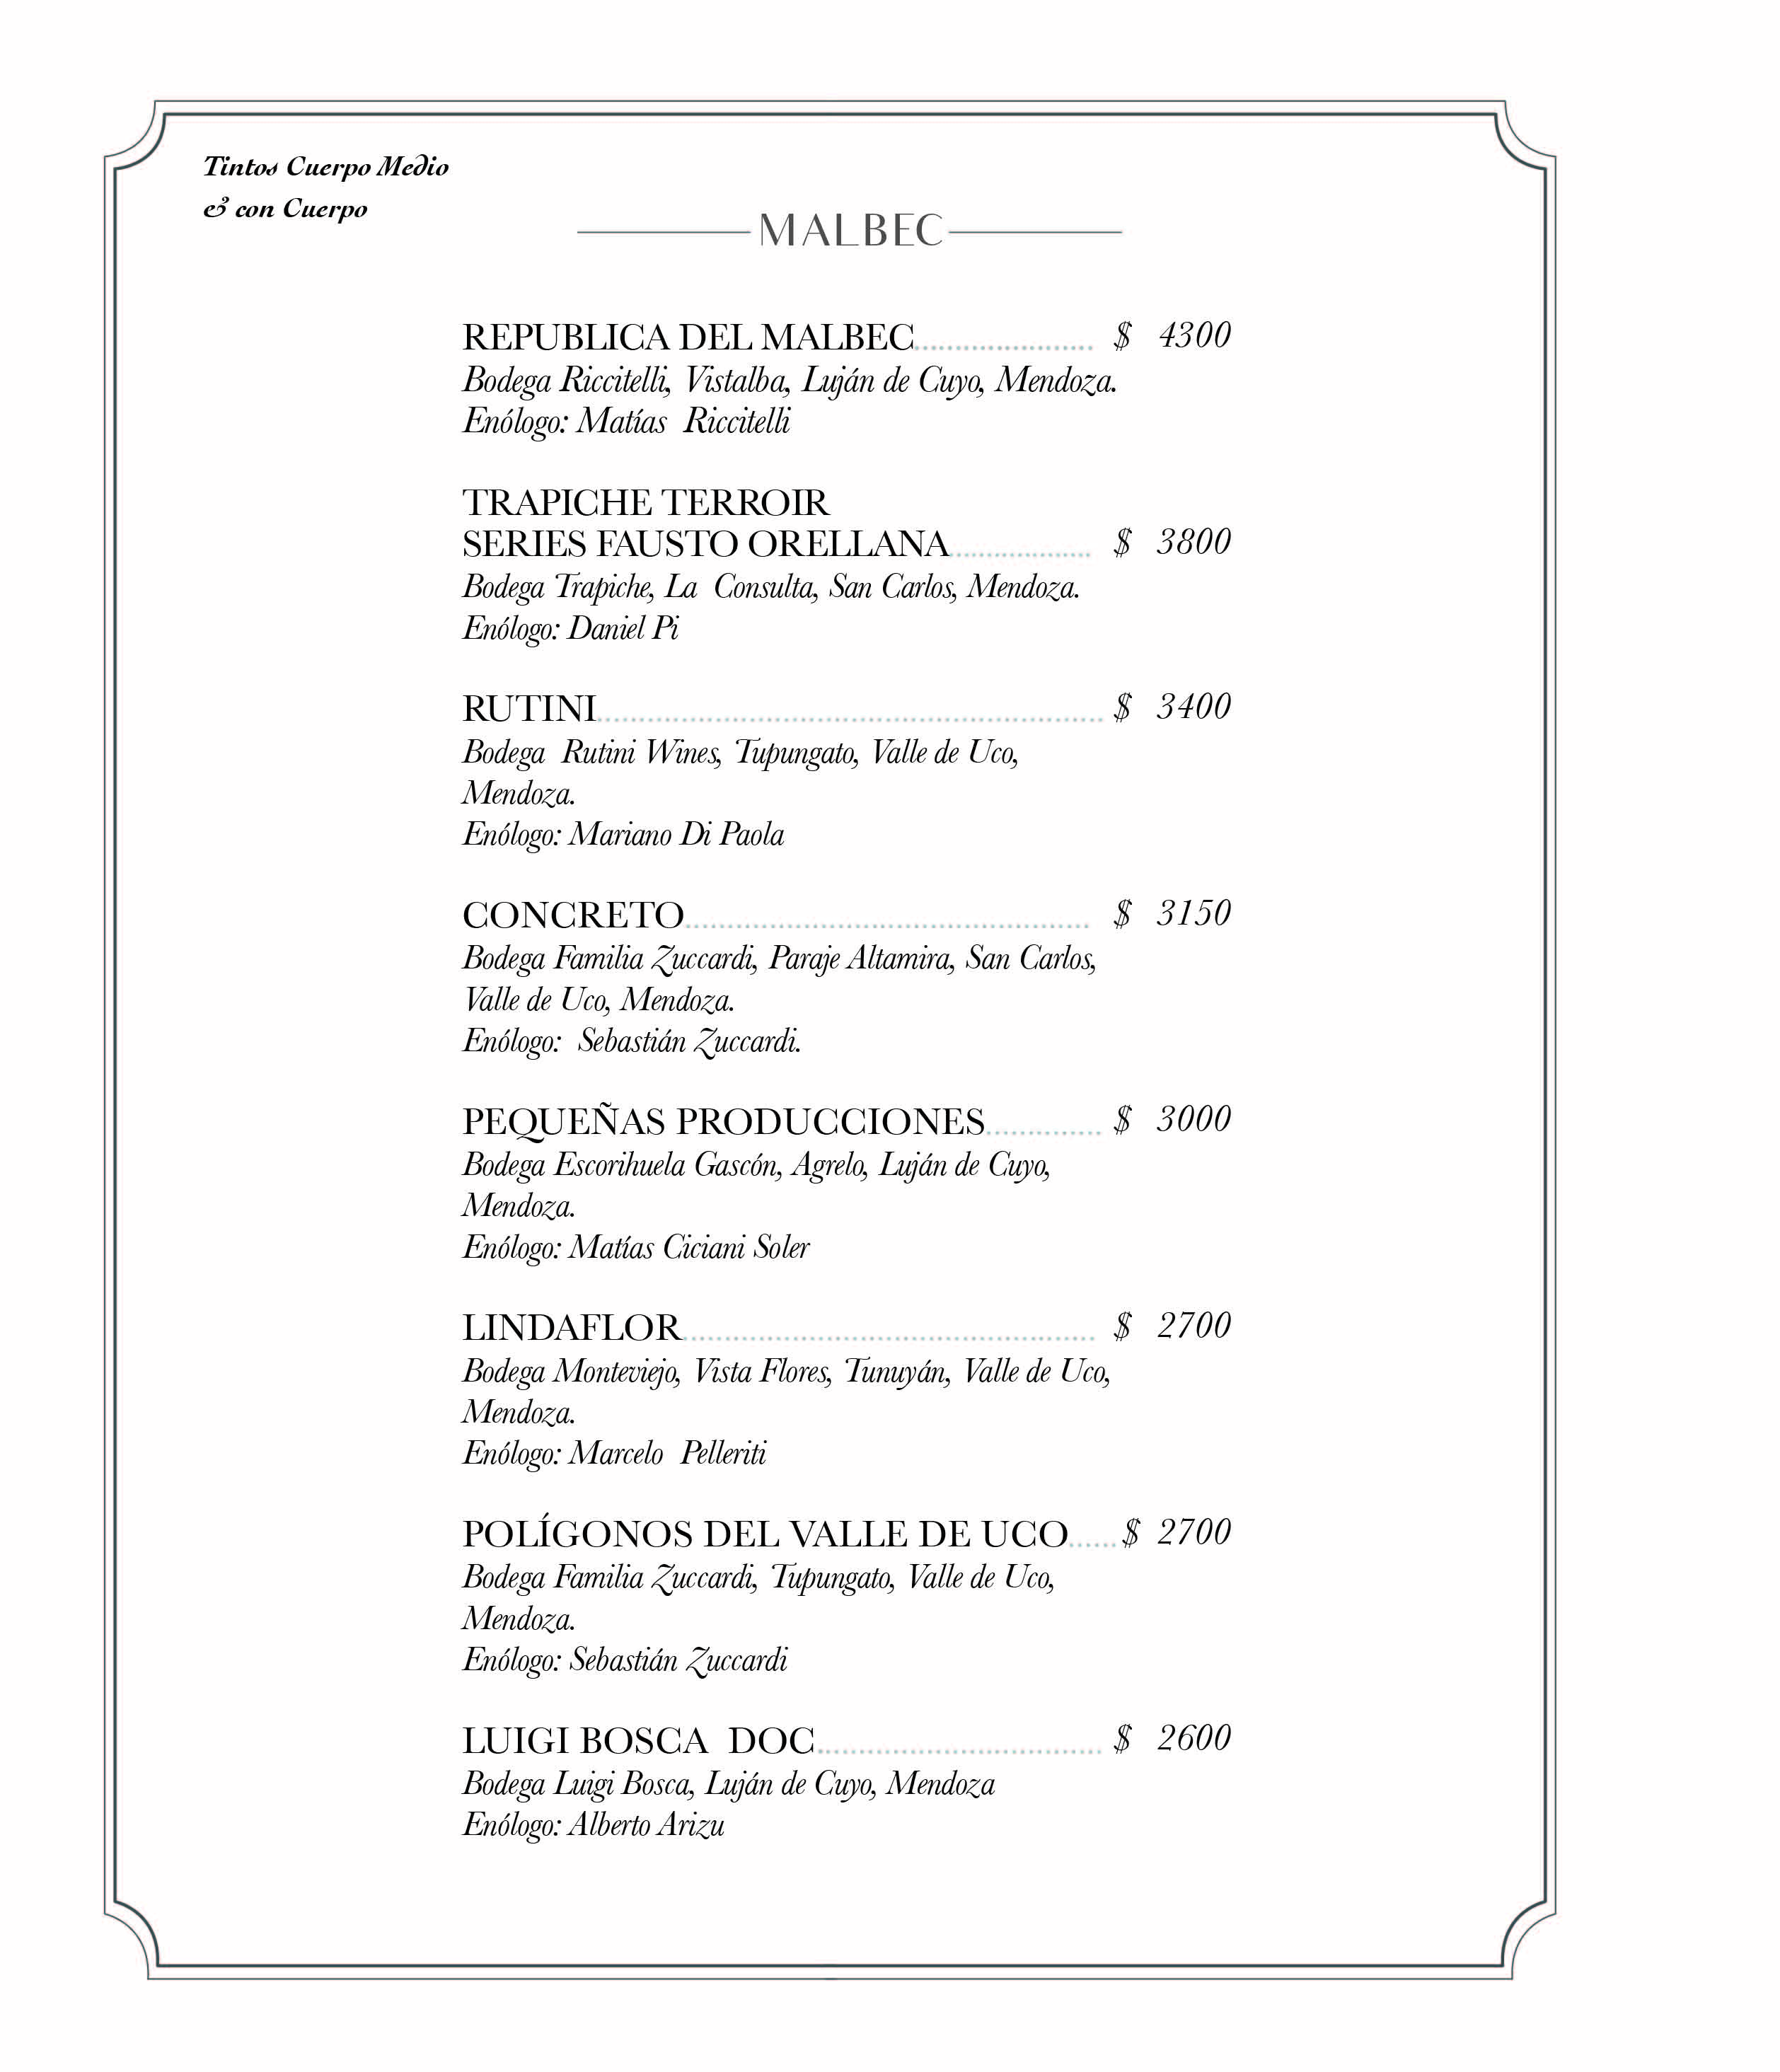 Tintos Cuerpo Medio
& con Cuerpo
MALBEC
REPUBLICA DEL MALBEC..................... $ 4300
Bodega Riccitelli, Vistalba, Luján de Cuyo, Mendoza.
Enólogo: Matías Riccitelli
TRAPICHE TERROIR
SERIES FAUSTO ORELLANA................. $ 3800
Bodega Trapiche, La Consulta, San Carlos, Mendoza.
Enólogo: Daniel Pi
RUTINI............................................................ $ 3400
Bodega Rutini Wines, Tupungato, Valle de Uco,
Mendoza.
Enólogo: Mariano Di Paola
CONCRETO................................................ $ 3150
Bodega Familia Zuccardi, Paraje Altamira, San Carlos,
Valle de Uco, Mendoza.
Enólogo: Sebastián Zuccardi.
PEQUEÑAS PRODUCCIONES.............. $ 3000
Bodega Escorihuela Gascón, Agrelo, Luján de Cuyo,
Mendoza.
Enólogo: Matías Ciciani Soler
LINDAFLOR................................................. $ 2700
Bodega Monteviejo, Vista Flores, Tunuyán, Valle de Uco,
Mendoza.
Enólogo: Marcelo Pelleriti
POLÍGONOS DEL VALLE DE UCO...... $ 2700
Bodega Familia Zuccardi, Tupungato, Valle de Uco,
Mendoza.
Enólogo: Sebastián Zuccardi
LUIGI BOSCA DOC.................................. $ 2600
Bodega Luigi Bosca, Luján de Cuyo, Mendoza
Enólogo: Alberto Arizu